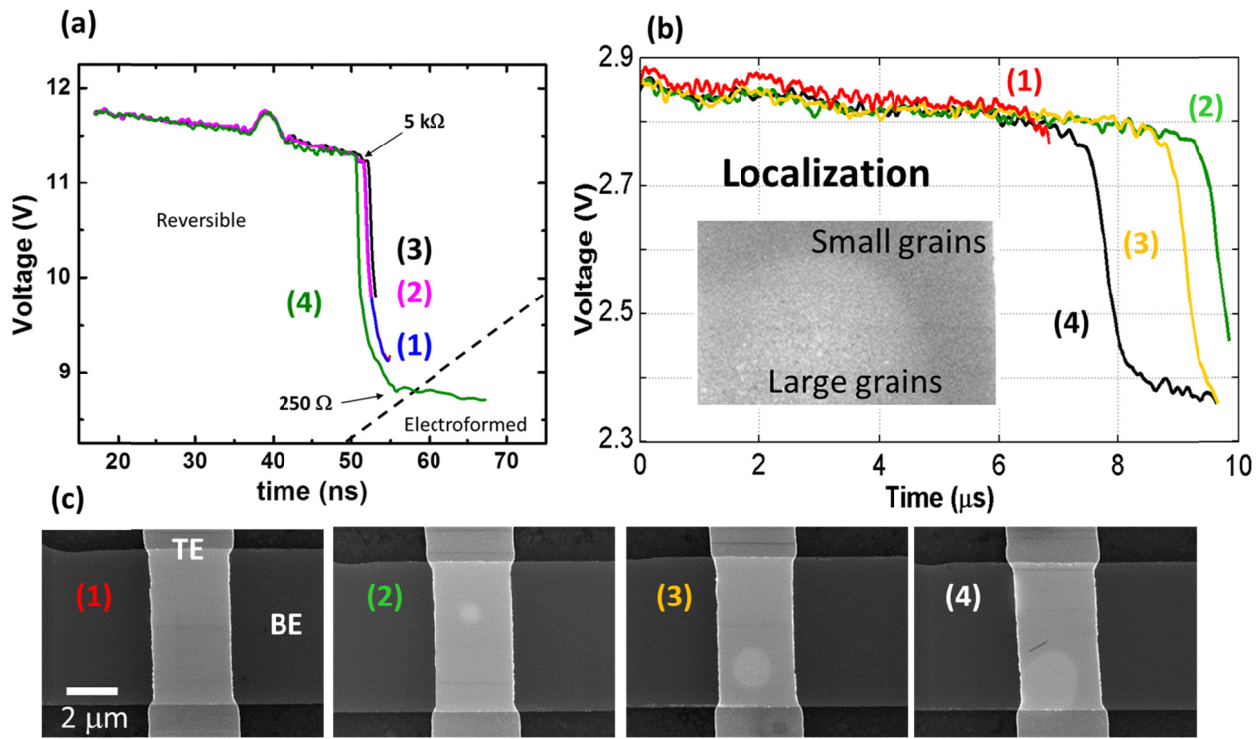 (a)
12
11
10
9
Voltage (V)
5 kΩ
Reversible
(3)
(2)
(4)
(1)
250 Ω
Electroformed
20 30 40 50 60 70
time (ns)
(b)
2.9
2.7
2.5
2.3
Voltage (V)
(1)
(2)
Localization
Small grains
(3)
(4)
Large grains
0 2 4 6 8 10
Time (μs)
(c)
TE
(1)
BE
2 μm
(2)
(3)
(4)